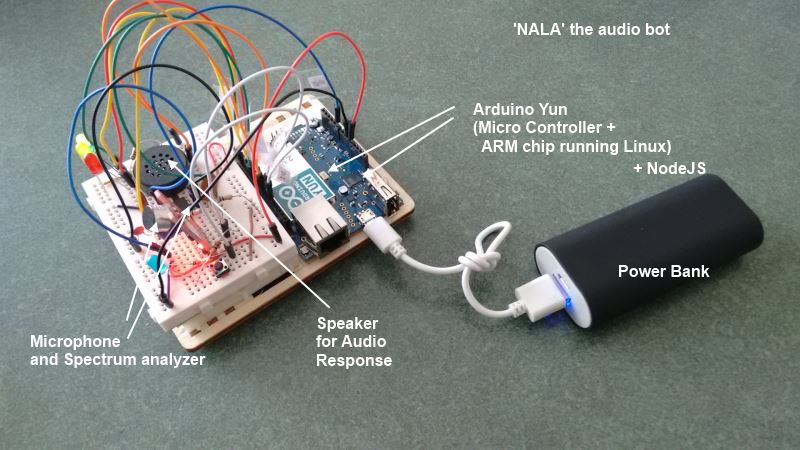 'NALA' the audio bot
Arduino Yun
(Micro Controller +
ARM chip running Linux)
+ NodeJS
Power Bank
Microphone
and Spectrum analyzer
Speaker
for Audio
Response
YUN